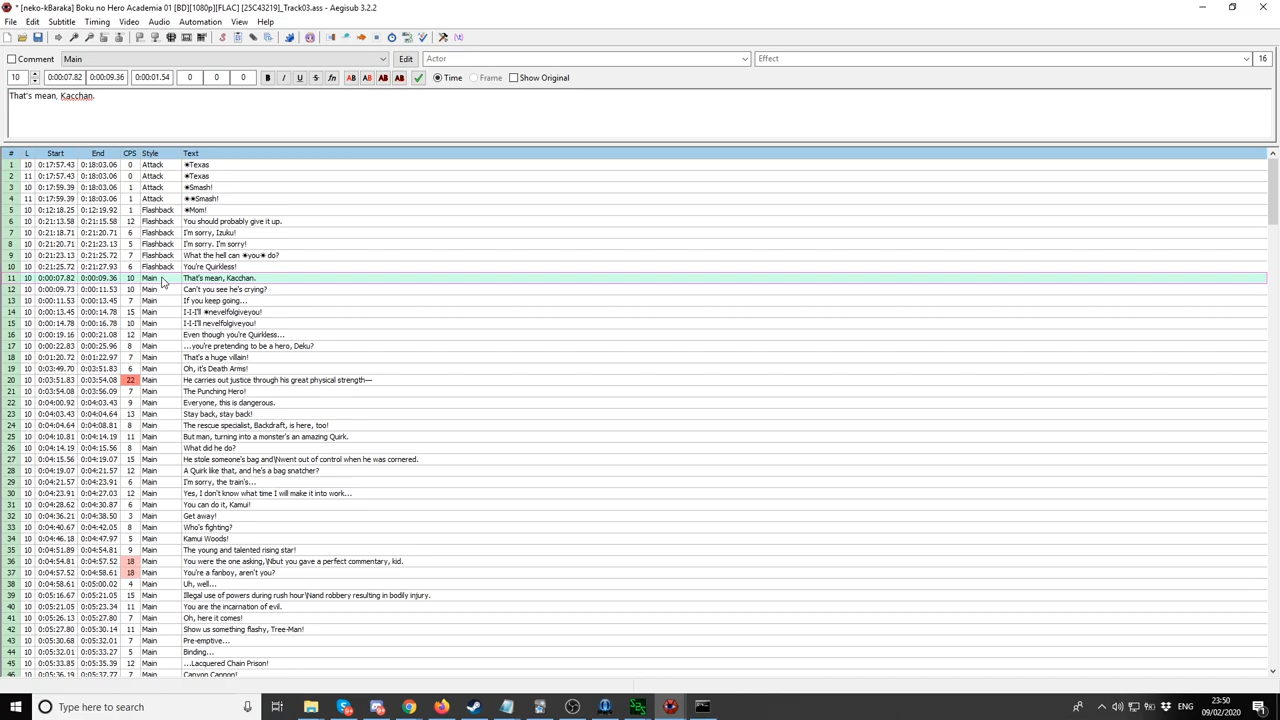 * [neko-kBaraka] Boku no Hero Academia 01 [BD][1080p][FLAC] [25C43219]_Track03.ass - Aegisub 3.2.2
File Edit Subtitle Timing Video Audio Automation View Help
Comment Main Edit Actor Effect 16
10 0:00:07.82 0:00:09.36 0:00:01.54 0 0 0 B I U S fn AB AB AB AB Time Frame Show Original
That's mean, Kacchan.
# L Start End CPS Style Text
1 10 0:17:57.43 0:18:03.06 0 Attack ☀Texas
2 11 0:17:57.43 0:18:03.06 0 Attack ☀Texas
3 10 0:17:59.39 0:18:03.06 1 Attack ☀Smash!
4 11 0:17:59.39 0:18:03.06 1 Attack ☀☀Smash!
5 10 0:12:18.25 0:12:19.92 1 Flashback ☀Mom!
6 10 0:21:13.58 0:21:15.58 12 Flashback You should probably give it up.
7 10 0:21:18.71 0:21:20.71 6 Flashback I'm sorry, Izuku!
8 10 0:21:20.71 0:21:23.13 5 Flashback I'm sorry. I'm sorry!
9 10 0:21:23.13 0:21:25.72 7 Flashback What the hell can ☀you☀ do?
10 10 0:21:25.72 0:21:27.93 6 Flashback You're Quirkless!
11 10 0:00:07.82 0:00:09.36 10 Main That's mean, Kacchan.
12 10 0:00:09.73 0:00:11.53 10 Main Can't you see he's crying?
13 10 0:00:11.53 0:00:13.45 7 Main If you keep going...
14 10 0:00:13.45 0:00:14.78 15 Main I-I-I'll ☀nevelfolgiveyou!
15 10 0:00:14.78 0:00:16.78 10 Main I-I-I'll nevelfolgiveyou!
16 10 0:00:19.16 0:00:21.08 12 Main Even though you're Quirkless...
17 10 0:00:22.83 0:00:25.96 8 Main ...you're pretending to be a hero, Deku?
18 10 0:01:20.72 0:01:22.97 7 Main That's a huge villain!
19 10 0:03:49.70 0:03:51.83 6 Main Oh, it's Death Arms!
20 10 0:03:51.83 0:03:54.08 22 Main He carries out justice through his great physical strength—
21 10 0:03:54.08 0:03:56.09 7 Main The Punching Hero!
22 10 0:04:00.92 0:04:03.43 9 Main Everyone, this is dangerous.
23 10 0:04:03.43 0:04:04.64 13 Main Stay back, stay back!
24 10 0:04:04.64 0:04:08.81 8 Main The rescue specialist, Backdraft, is here, too!
25 10 0:04:10.81 0:04:14.19 11 Main But man, turning into a monster's an amazing Quirk.
26 10 0:04:14.19 0:04:15.56 8 Main What did he do?
27 10 0:04:15.56 0:04:19.07 15 Main He stole someone's bag and\Nwent out of control when he was cornered.
28 10 0:04:19.07 0:04:21.57 12 Main A Quirk like that, and he's a bag snatcher?
29 10 0:04:21.57 0:04:23.91 6 Main I'm sorry, the train's...
30 10 0:04:23.91 0:04:27.03 12 Main Yes, I don't know what time I will make it into work...
31 10 0:04:28.62 0:04:30.87 6 Main You can do it, Kamui!
32 10 0:04:36.21 0:04:38.50 3 Main Get away!
33 10 0:04:40.67 0:04:42.05 8 Main Who's fighting?
34 10 0:04:46.18 0:04:47.97 5 Main Kamui Woods!
35 10 0:04:51.89 0:04:54.81 9 Main The young and talented rising star!
36 10 0:04:54.81 0:04:57.52 18 Main You were the one asking,\Nbut you gave a perfect commentary, kid.
37 10 0:04:57.52 0:04:58.61 18 Main You're a fanboy, aren't you?
38 10 0:04:58.61 0:05:00.02 4 Main Uh, well...
39 10 0:05:16.67 0:05:21.05 15 Main Illegal use of powers during rush hour\Nand robbery resulting in bodily injury.
40 10 0:05:21.05 0:05:23.34 11 Main You are the incarnation of evil.
41 10 0:05:26.13 0:05:27.80 7 Main Oh, here it comes!
42 10 0:05:27.80 0:05:30.14 11 Main Show us something flashy, Tree-Man!
43 10 0:05:30.68 0:05:32.01 7 Main Pre-emptive...
44 10 0:05:32.01 0:05:33.27 5 Main Binding...
45 10 0:05:33.85 0:05:35.39 12 Main ...Lacquered Chain Prison!
46 10 0:05:36.19 0:05:37.77 7 Main Canyon Cannon!
Type here to search
ENG
23:50
09/02/2020